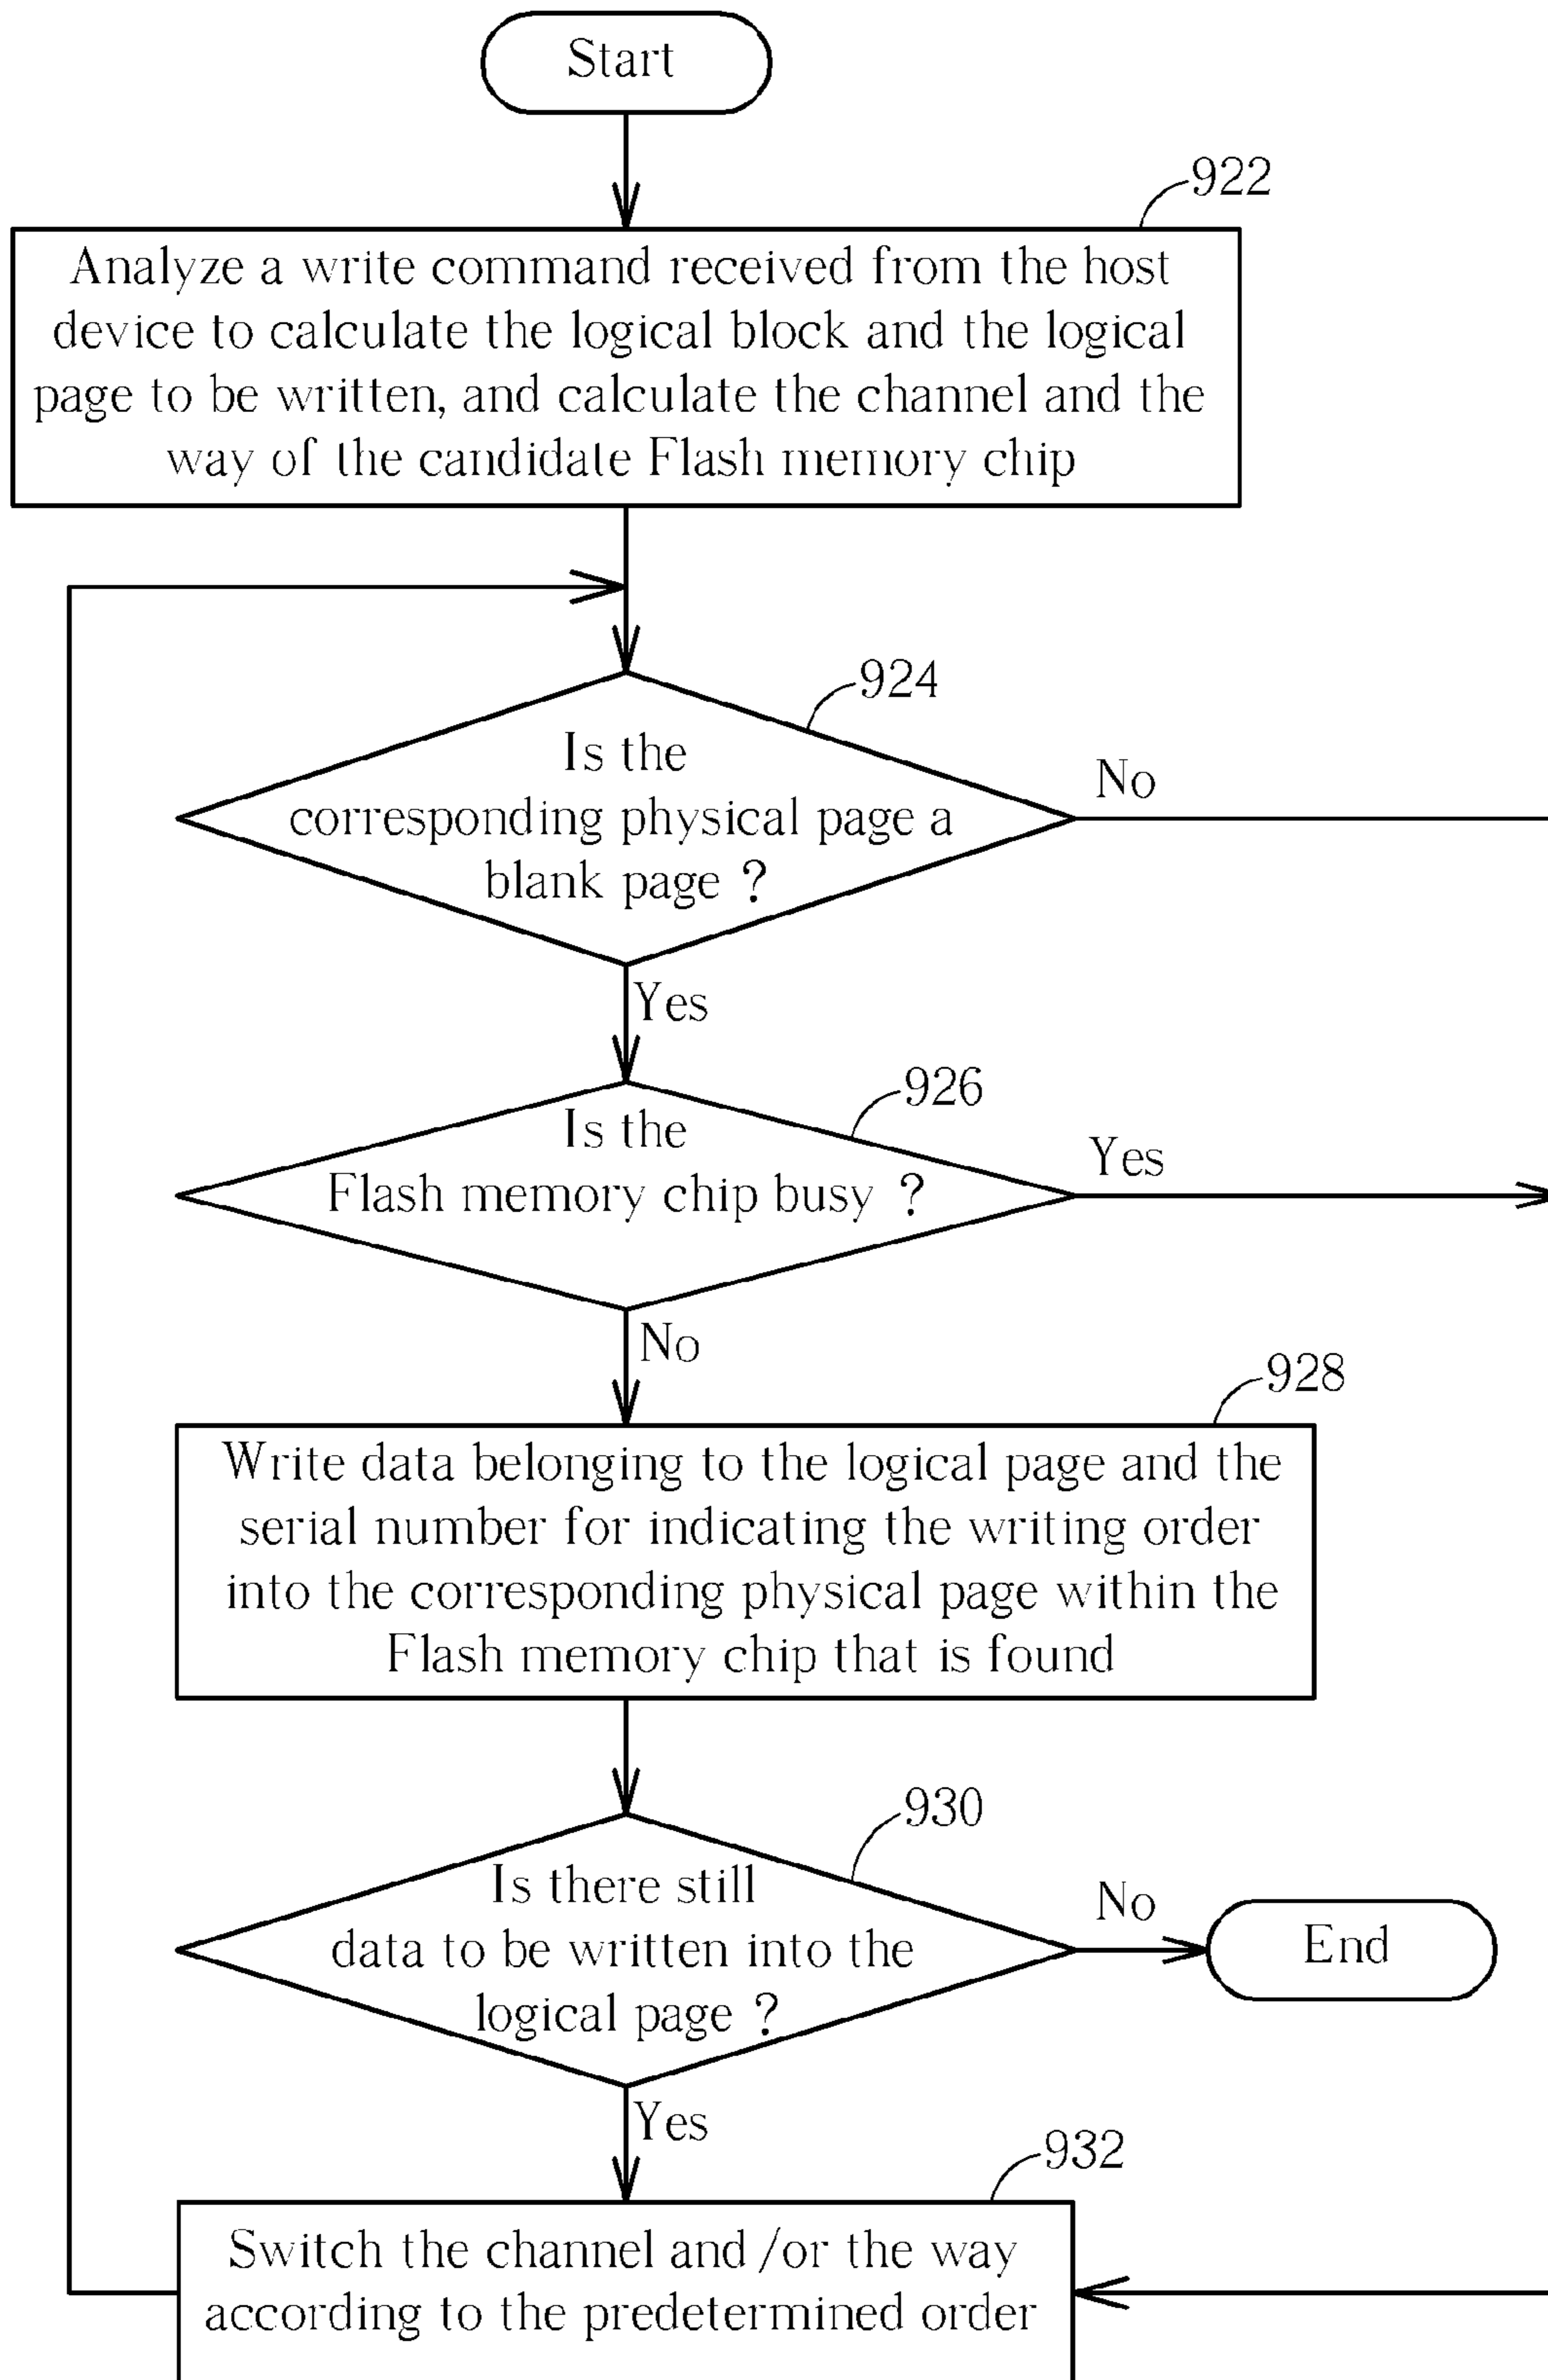 Start
922
Analyze a write command received from the host
device to calculate the logical block and the logical
page to be written, and calculate the channel and the
way of the candidate Flash memory chip
924
Is the
corresponding physical page a
blank page ?
No
Yes
926
Is the
Flash memory chip busy ?
Yes
No
928
Write data belonging to the logical page and the
serial number for indicating the writing order
into the corresponding physical page within the
Flash memory chip that is found
930
Is there still
data to be written into the
logical page ?
No
End
Yes
932
Switch the channel and /or the way
according to the predetermined order